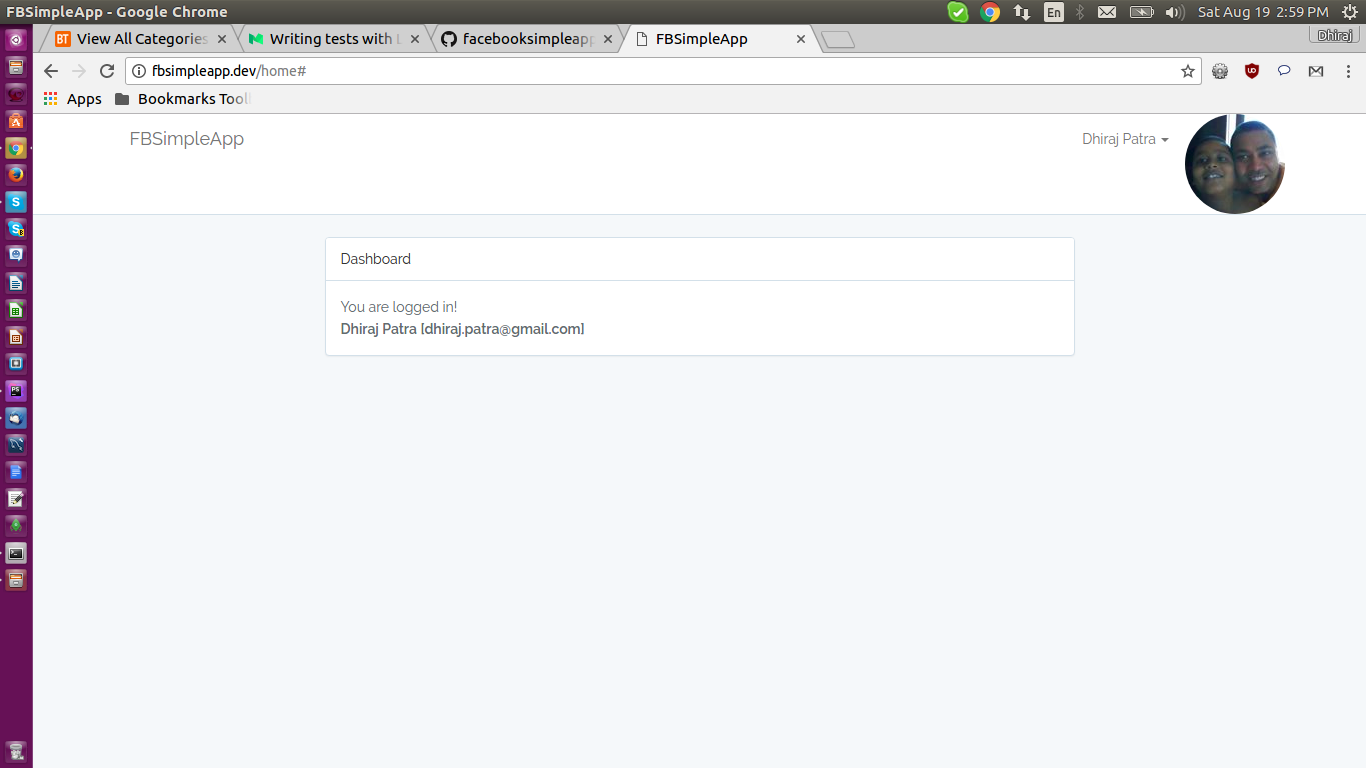 FBSimpleApp - Google Chrome
En
Sat Aug 19 2:59 PM
BT View All Categories
Writing tests with
facebooksimpleapp
FBSimpleApp
Dhiraj
fbsimpleapp.dev/home#
Apps
Bookmarks Tool
FBSimpleApp
Dhiraj Patra
Dashboard
You are logged in!
Dhiraj Patra [dhiraj.patra@gmail.com]